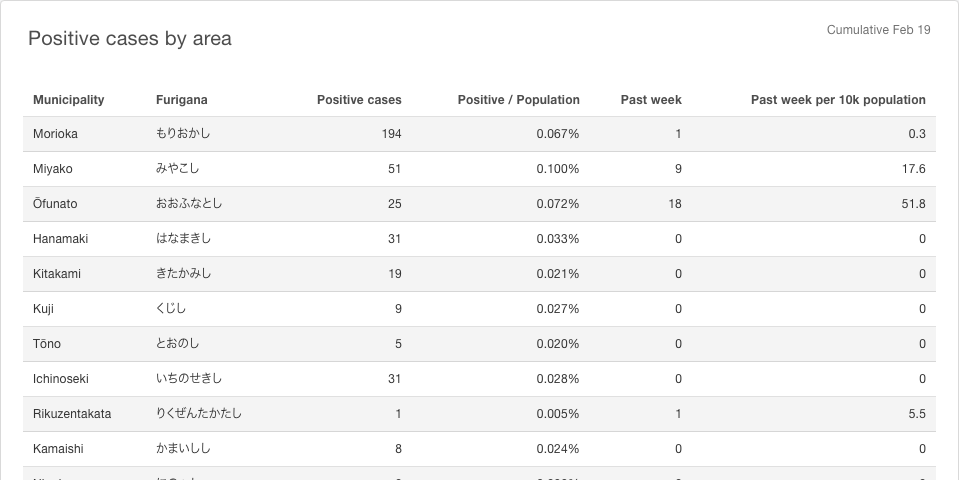 Positive cases by area
Cumulative Feb 19
Municipality Furigana Positive cases Positive / Population Past week Past week per 10k population
Morioka もりおかし 194 0.067% 1 0.3
Miyako みやこし 51 0.100% 9 17.6
Ōfunato おおふなとし 25 0.072% 18 51.8
Hanamaki はなまきし 31 0.033% 0 0
Kitakami きたかみし 19 0.021% 0 0
Kuji くじし 9 0.027% 0 0
Tōno とおのし 5 0.020% 0 0
Ichinoseki いちのせきし 31 0.028% 0 0
Rikuzentakata りくぜんたかたし 1 0.005% 1 5.5
Kamaishi かまいしし 8 0.024% 0 0